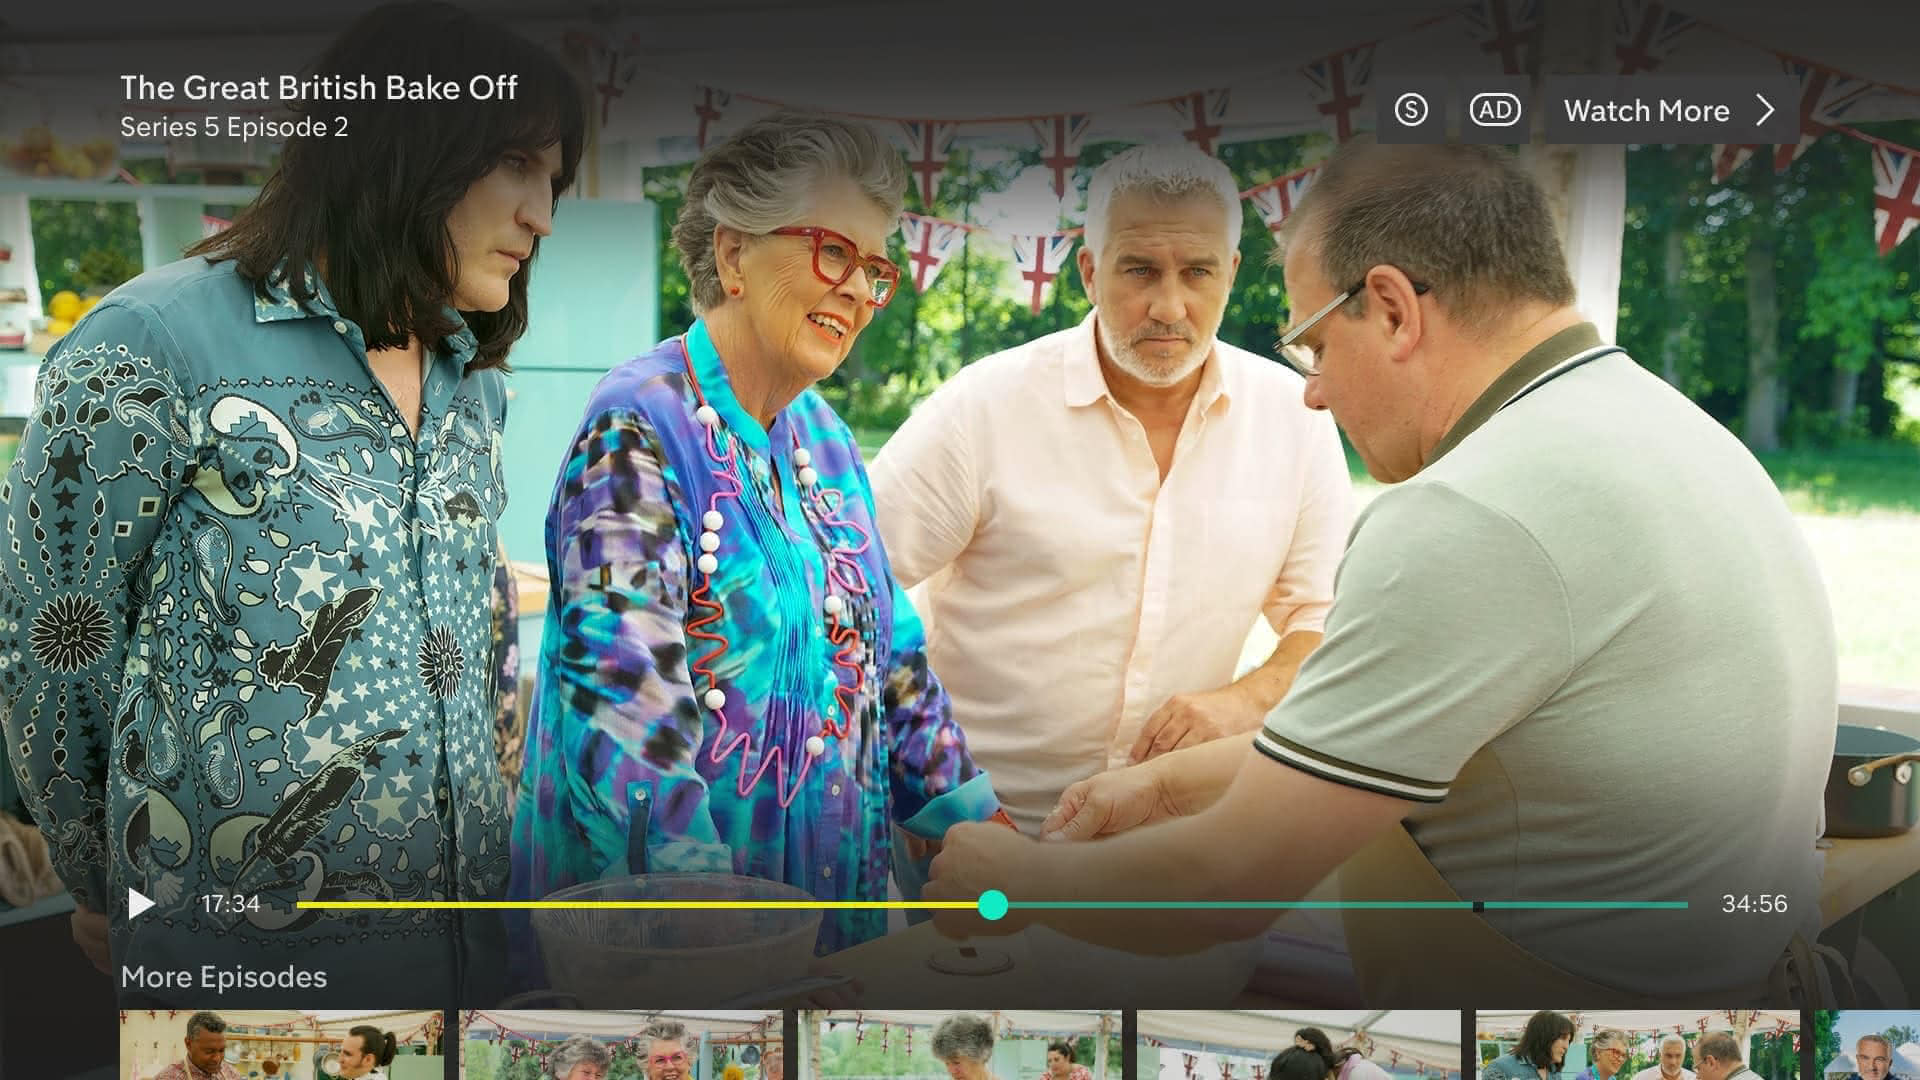 The Great British Bake Off
Series 5 Episode 2
S
AD
Watch More
17:34
34:56
More Episodes